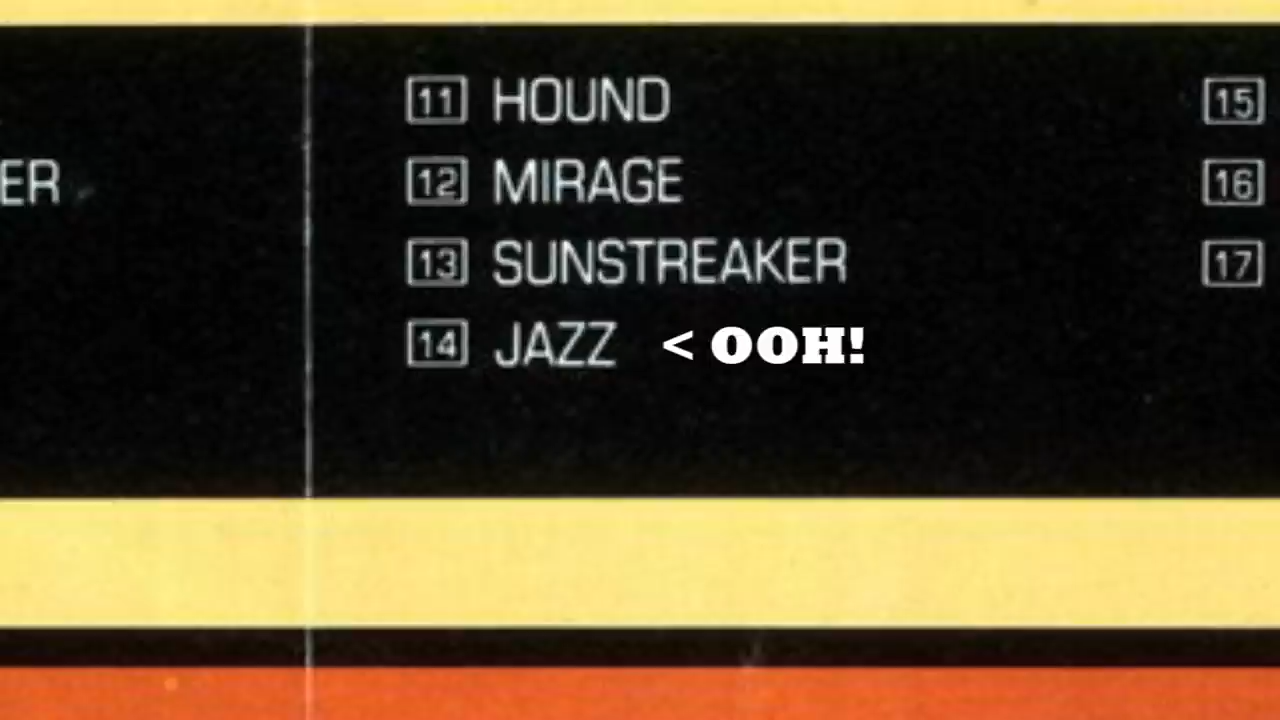 11 HOUND
ER
12 MIRAGE
13 SUNSTREAKER
14 JAZZ < OOH!
15
16
17